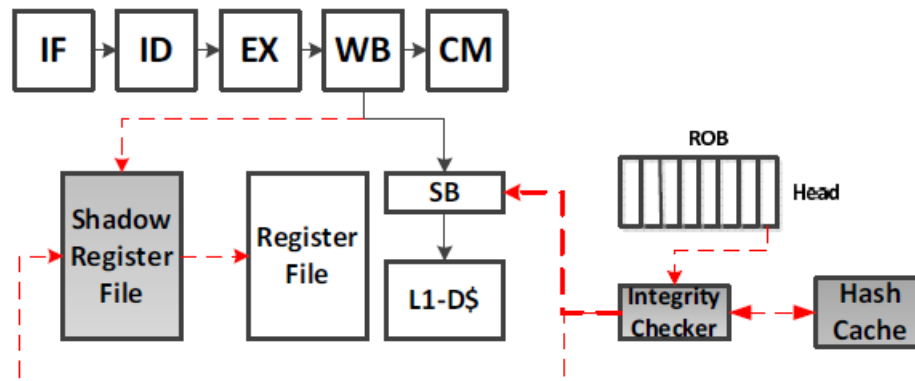 IF ID EX WB CM
ROB
Head
Shadow
Register
File
Register
File
SB
L1-D$
Integrity
Checker
Hash
Cache